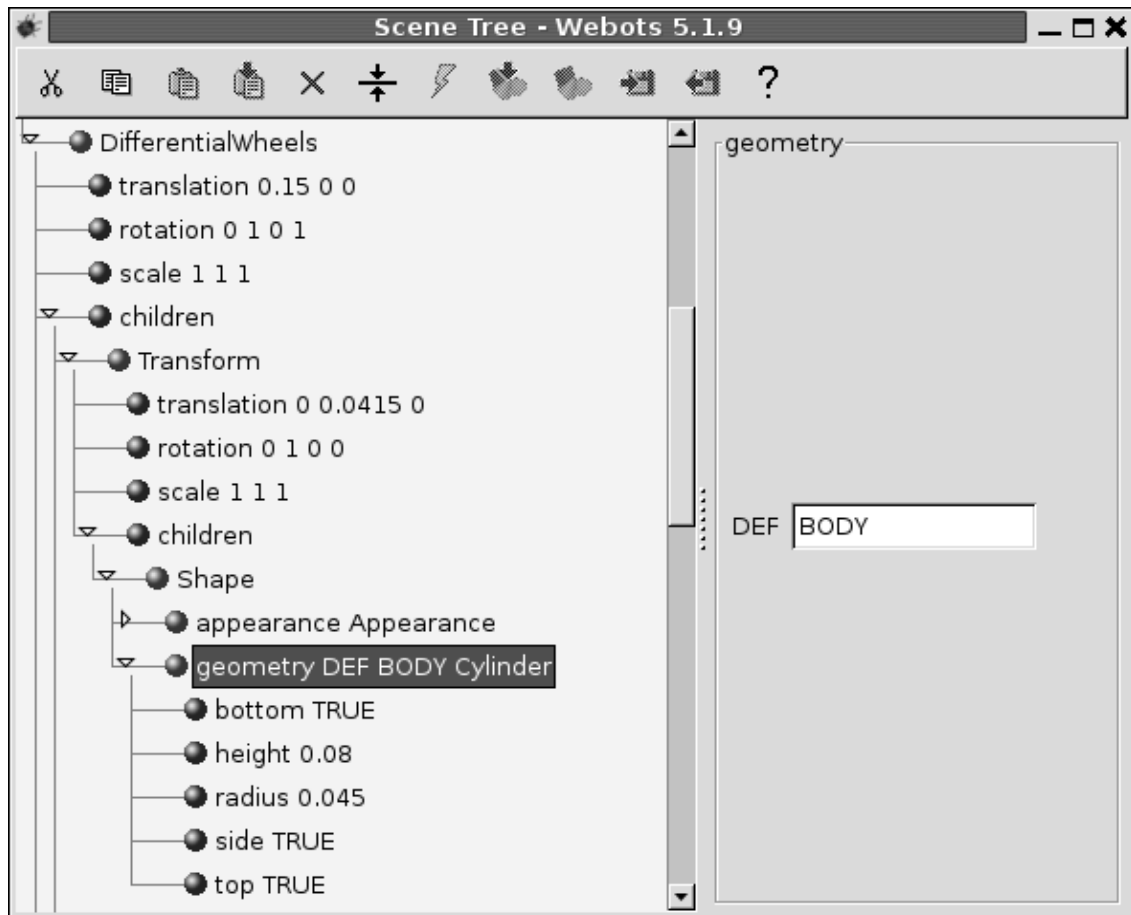 Scene Tree - Webots 5.1.9
?
DifferentialWheels
translation 0.15 0 0
rotation 0 1 0 1
scale 1 1 1
children
Transform
translation 0 0.0415 0
rotation 0 1 0 0
scale 1 1 1
children
Shape
appearance Appearance
geometry DEF BODY Cylinder
bottom TRUE
height 0.08
radius 0.045
side TRUE
top TRUE
geometry
DEF BODY